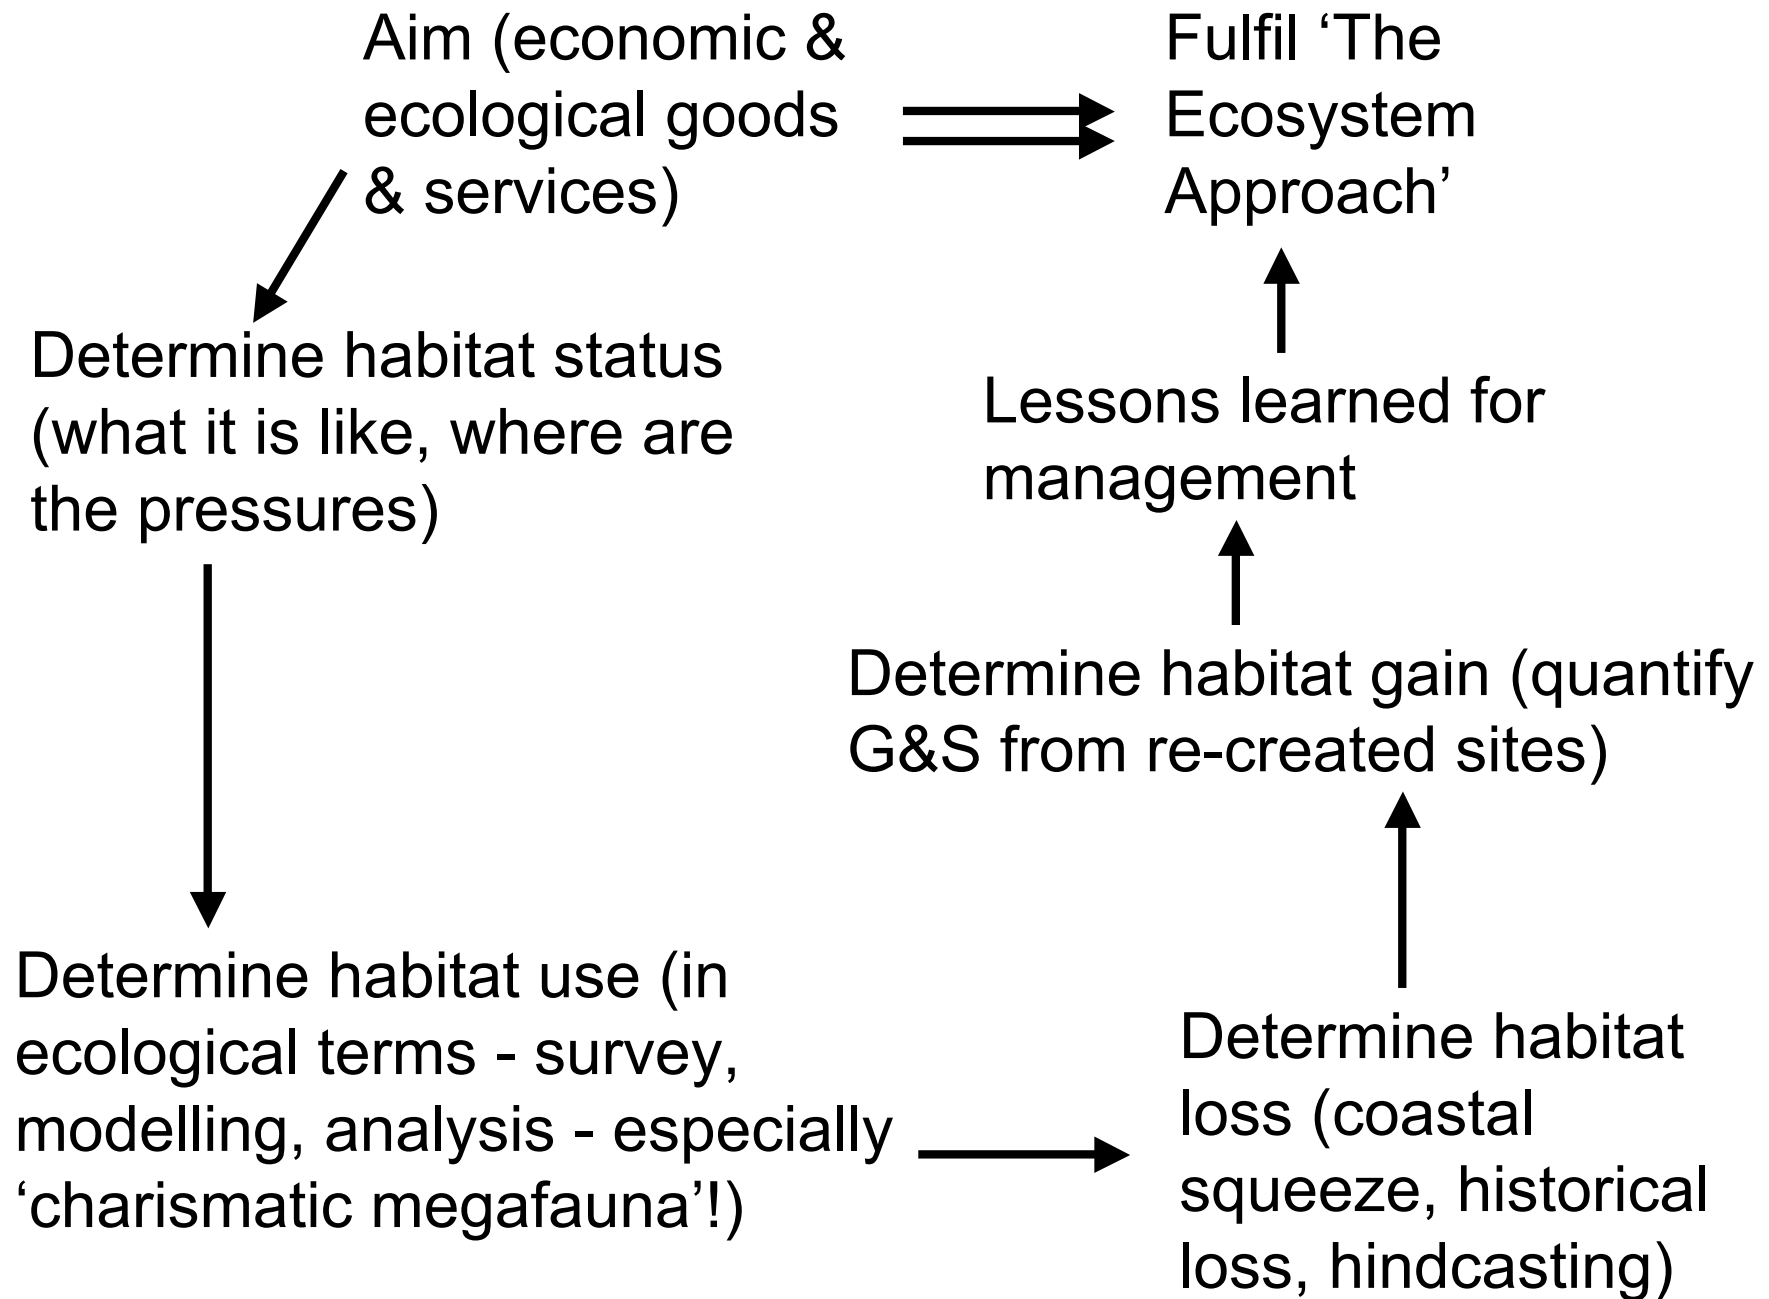 Aim (economic &
ecological goods
& services)
Fulfil ‘The
Ecosystem
Approach’
Determine habitat status
(what it is like, where are
the pressures)
Lessons learned for
management
Determine habitat gain (quantify
G&S from re-created sites)
Determine habitat use (in
ecological terms - survey,
modelling, analysis - especially
‘charismatic megafauna’!)
Determine habitat
loss (coastal
squeeze, historical
loss, hindcasting)